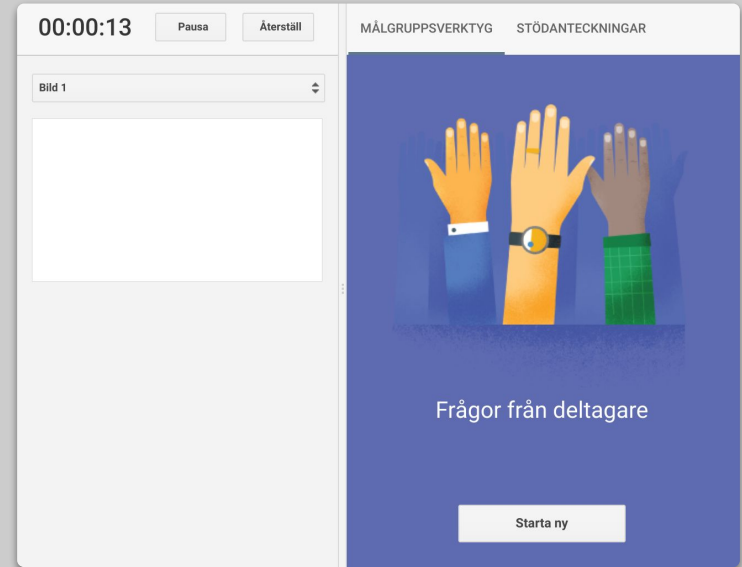 00:00:13
Pausa
Återställ
MÅLGRUPPSVERKTYG
STÖDANTECKNINGAR
Bild 1
Frågor från deltagare
Starta ny